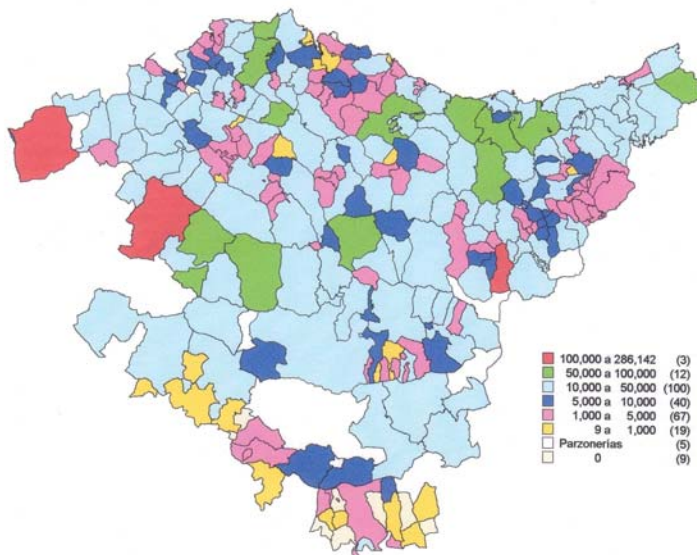 100,000 a 286,142 (3)
50,000 a 100,000 (12)
10,000 a 50,000 (100)
5,000 a 10,000 (40)
1,000 a 5,000 (67)
9 a 1,000 (19)
Parzonerias (5)
0 (9)